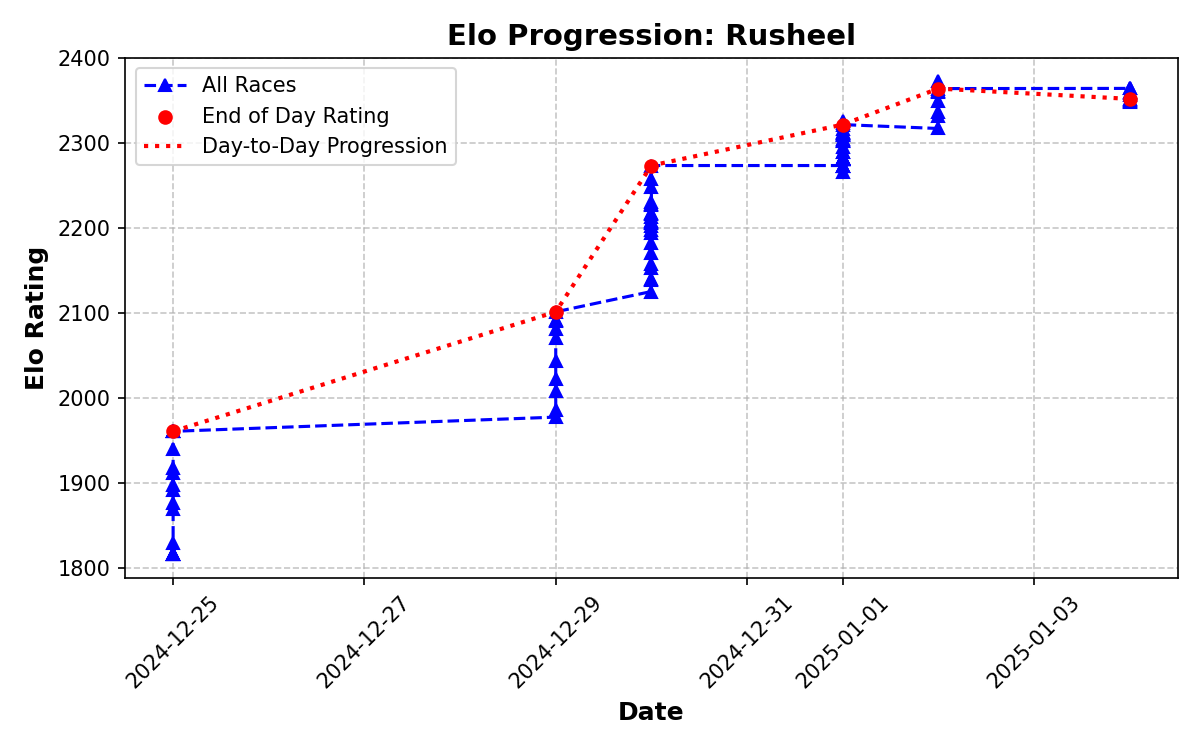 Elo Progression: Rusheel
All Races
End of Day Rating
Day-to-Day Progression
Elo Rating
2400
2300
2200
2100
2000
1900
1800
2024-12-25
2024-12-27
2024-12-29
2024-12-31
2025-01-01
2025-01-03
Date